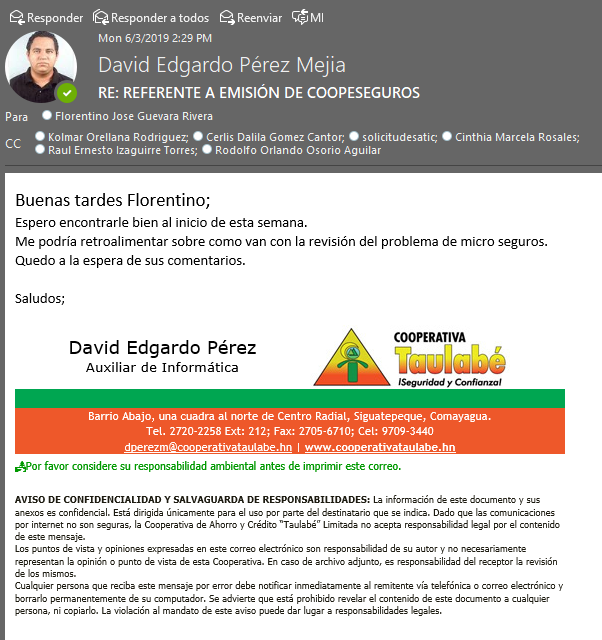 Responder Responder a todos Reenviar MI
Mon 6/3/2019 2:29 PM
David Edgardo Pérez Mejia
RE: REFERENTE A EMISIÓN DE COOPESEGUROS
Para Florentino Jose Guevara Rivera
CC Kolmar Orellana Rodriguez; Cerlis Dalila Gomez Cantor; solicitudesatic; Cinthia Marcela Rosales;
Raul Ernesto Izaguirre Torres; Rodolfo Orlando Osorio Aguilar
Buenas tardes Florentino;
Espero encontrarle bien al inicio de esta semana.
Me podría retroalimentar sobre como van con la revisión del problema de micro seguros.
Quedo a la espera de sus comentarios.
Saludos;
David Edgardo Pérez
Auxiliar de Informática
COOPERATIVA
Taulabé
¡Seguridad y Confianza!
Barrio Abajo, una cuadra al norte de Centro Radial, Siguatepeque, Comayagua.
Tel. 2720-2258 Ext: 212; Fax: 2705-6710; Cel: 9709-3440
dperezm@cooperativataulabe.hn | www.cooperativataulabe.hn
Por favor considere su responsabilidad ambiental antes de imprimir este correo.
AVISO DE CONFIDENCIALIDAD Y SALVAGUARDA DE RESPONSABILIDADES: La información de este documento y sus
anexos es confidencial. Está dirigida únicamente para el uso por parte del destinatario que se indica. Dado que las comunicaciones
por internet no son seguras, la Cooperativa de Ahorro y Crédito "Taulabé" Limitada no acepta responsabilidad legal por el contenido
de este mensaje.
Los puntos de vista y opiniones expresadas en este correo electrónico son responsabilidad de su autor y no necesariamente
representan la opinión o punto de vista de esta Cooperativa. En caso de archivo adjunto, es responsabilidad del receptor la revisión
de los mismos.
Cualquier persona que reciba este mensaje por error debe notificar inmediatamente al remitente vía telefónica o correo electrónico y
borrarlo permanentemente de su computador. Se advierte que está prohibido revelar el contenido de este documento a cualquier
persona, ni copiarlo. La violación al mandato de este aviso puede dar lugar a responsabilidades legales.